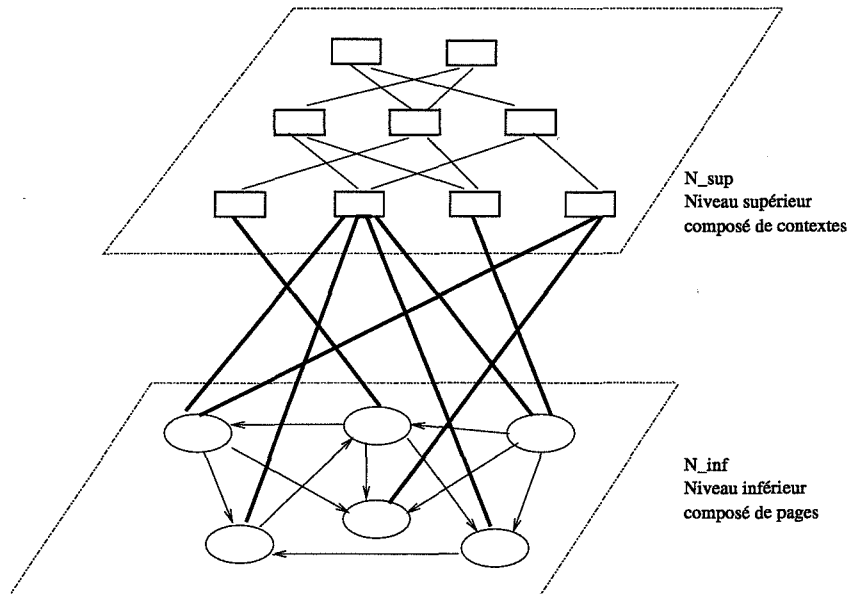 N_sup
Niveau supérieur
composé de contextes
N_inf
Niveau inférieur
composé de pages